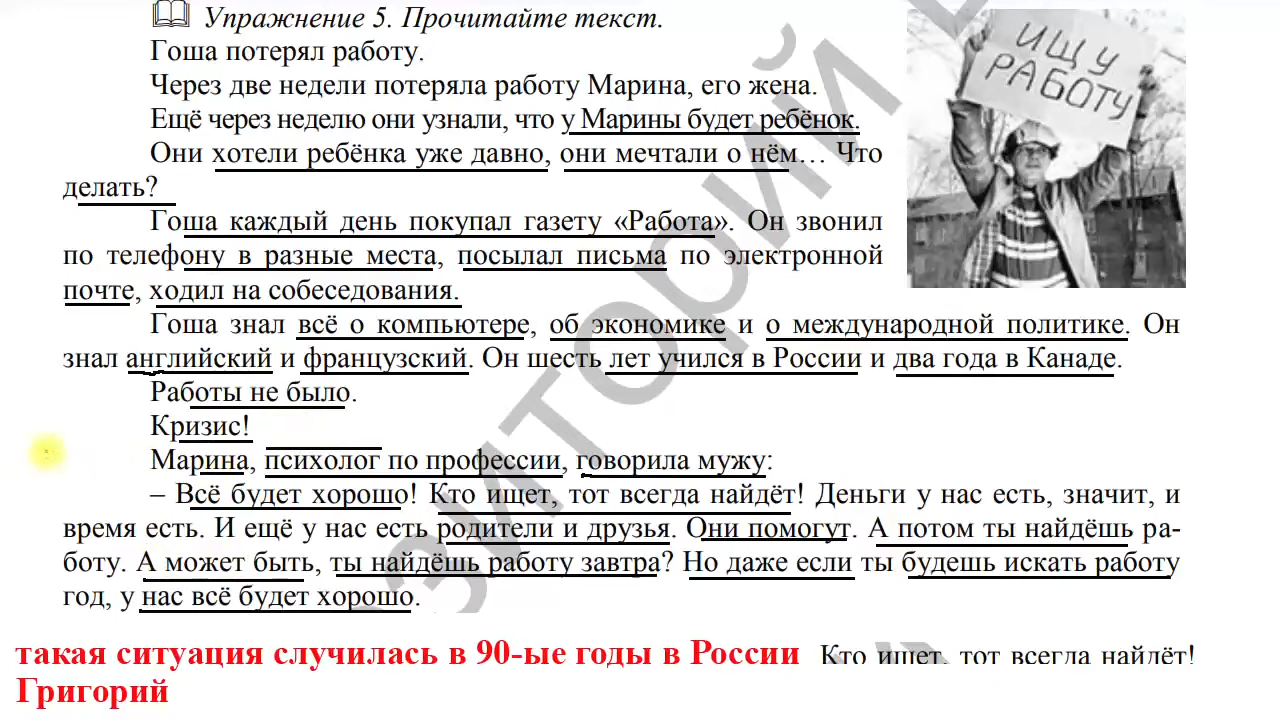 Упражнение 5. Прочитайте текст.
Гоша потерял работу.
Через две недели потеряла работу Марина, его жена.
Ещё через неделю они узнали, что у Марины будет ребёнок.
Они хотели ребёнка уже давно, они мечтали о нём… Что
делать?
Гоша каждый день покупал газету «Работа». Он звонил
по телефону в разные места, посылал письма по электронной
почте, ходил на собеседования.
Гоша знал всё о компьютере, об экономике и о международной политике. Он
знал английский и французский. Он шесть лет учился в России и два года в Канаде.
Работы не было.
Кризис!
Марина, психолог по профессии, говорила мужу:
– Всё будет хорошо! Кто ищет, тот всегда найдёт! Деньги у нас есть, значит, и
время есть. И ещё у нас есть родители и друзья. Они помогут. А потом ты найдёшь ра-
боту. А может быть, ты найдёшь работу завтра? Но даже если ты будешь искать работу
год, у нас всё будет хорошо.
ИЩУ
РАБОТУ
такая ситуация случилась в 90-ые годы в России
Кто ищет, тот всегда найдёт!
Григорий